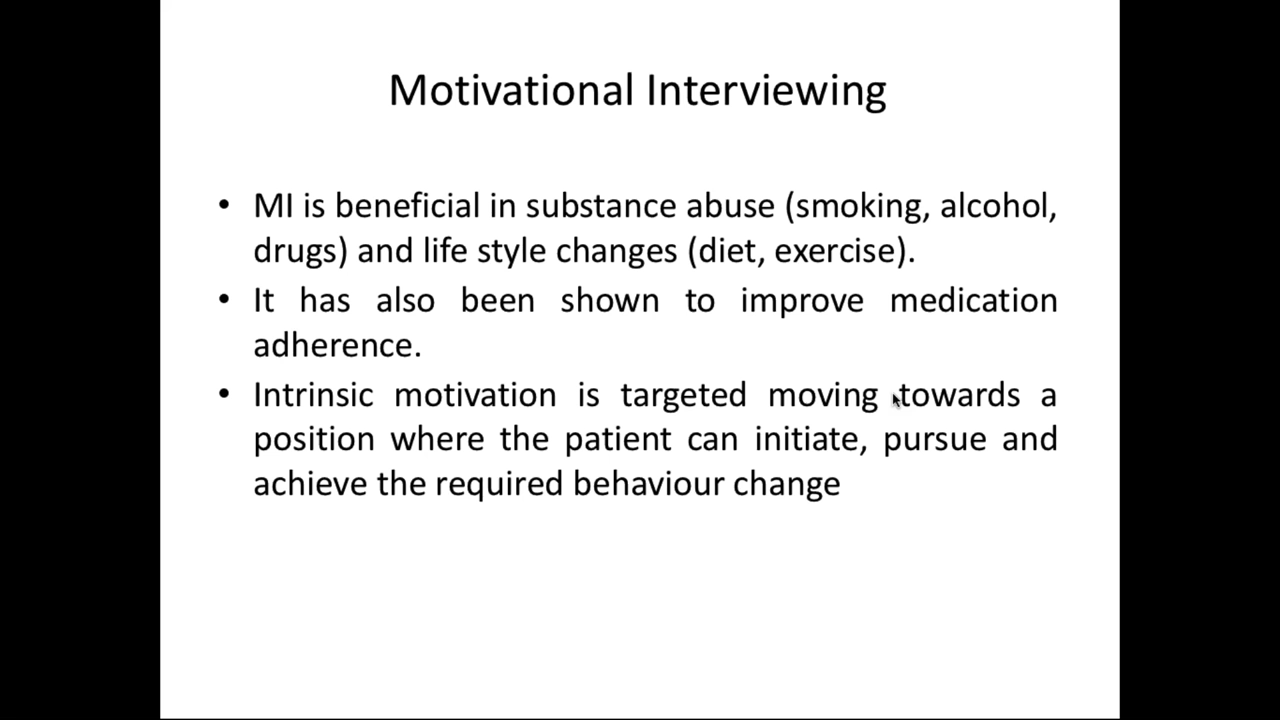 Motivational Interviewing
• MI is beneficial in substance abuse (smoking, alcohol,
drugs) and life style changes (diet, exercise).
• It has also been shown to improve medication
adherence.
• Intrinsic motivation is targeted moving towards a
position where the patient can initiate, pursue and
achieve the required behaviour change